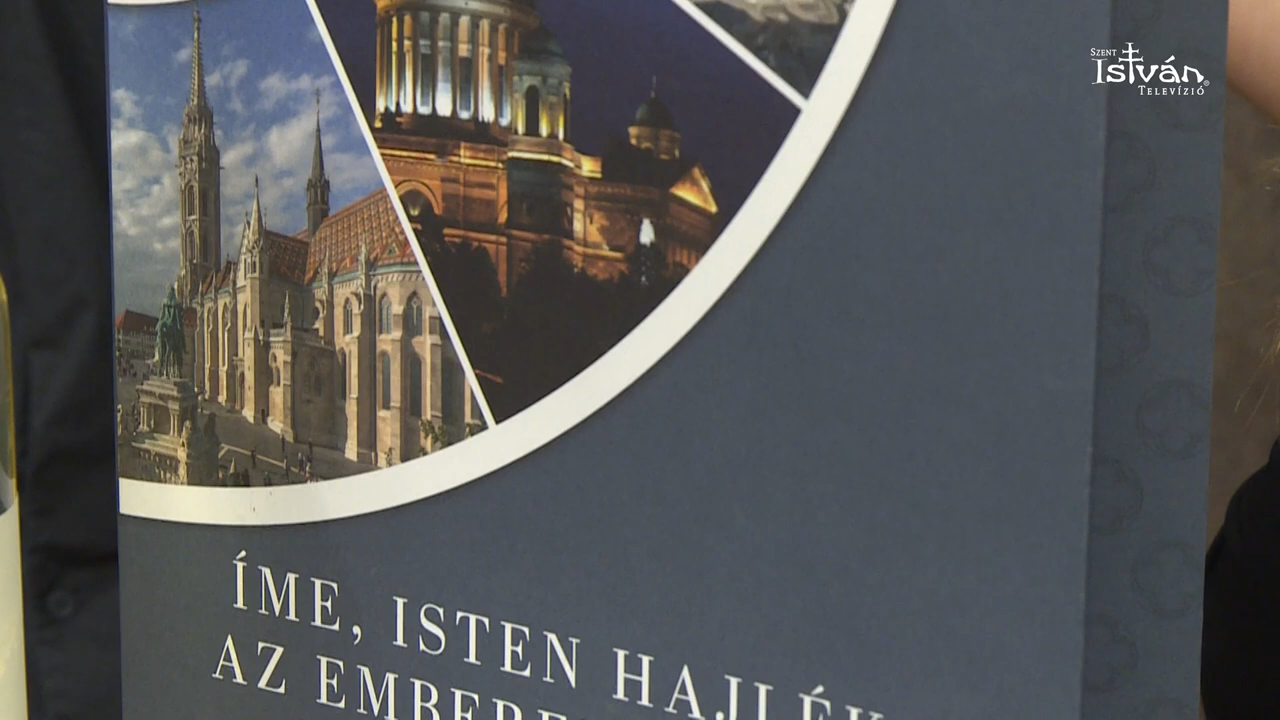 SZENT
ISTVÁN
TELEVÍZIÓ
ÍME, ISTEN HAJLÉK
AZ EMBERE